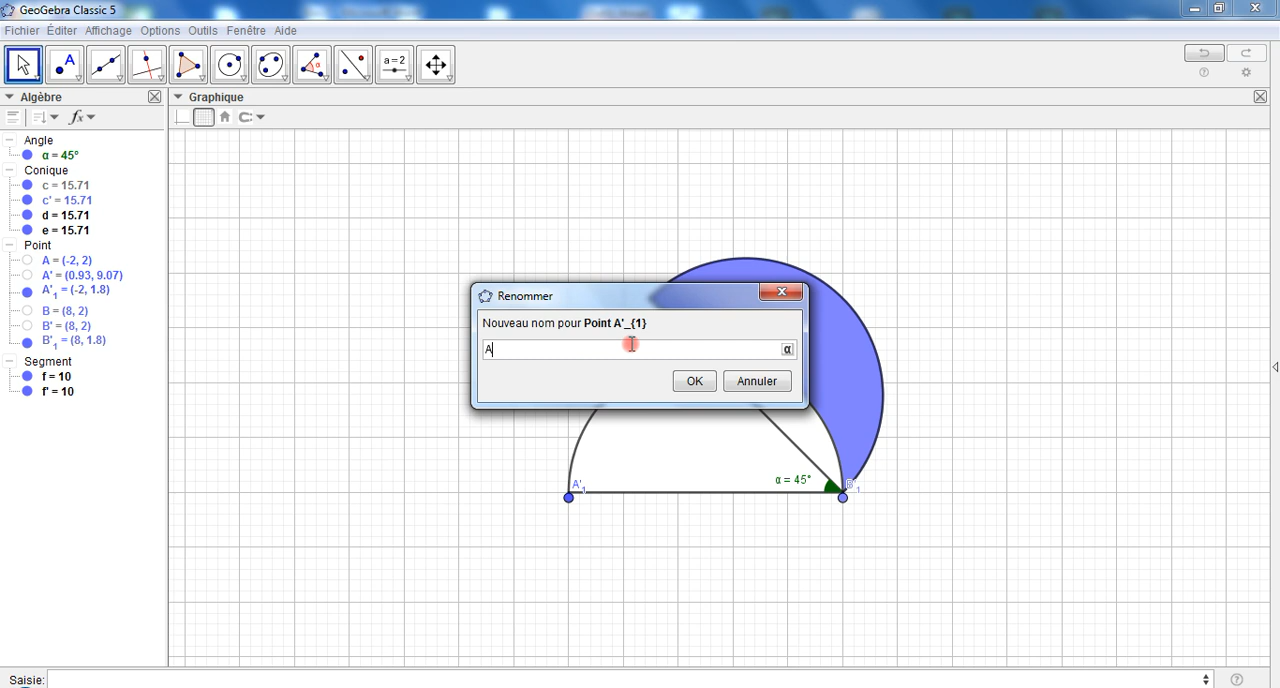 GeoGebra Classic 5
Fichier Éditer Affichage Options Outils Fenêtre Aide
A
α
a=2
Algèbre
Graphique
fx
Angle
α = 45°
Conique
c = 15.71
c' = 15.71
d = 15.71
e = 15.71
Point
A = (-2, 2)
A' = (0.93, 9.07)
A'₁ = (-2, 1.8)
B = (8, 2)
B' = (8, 2)
B'₁ = (8, 1.8)
Segment
f = 10
f' = 10
Renommer
Nouveau nom pour Point A'_{1}
A
α
OK
Annuler
α = 45°
A'₁
B'₁
Saisie: